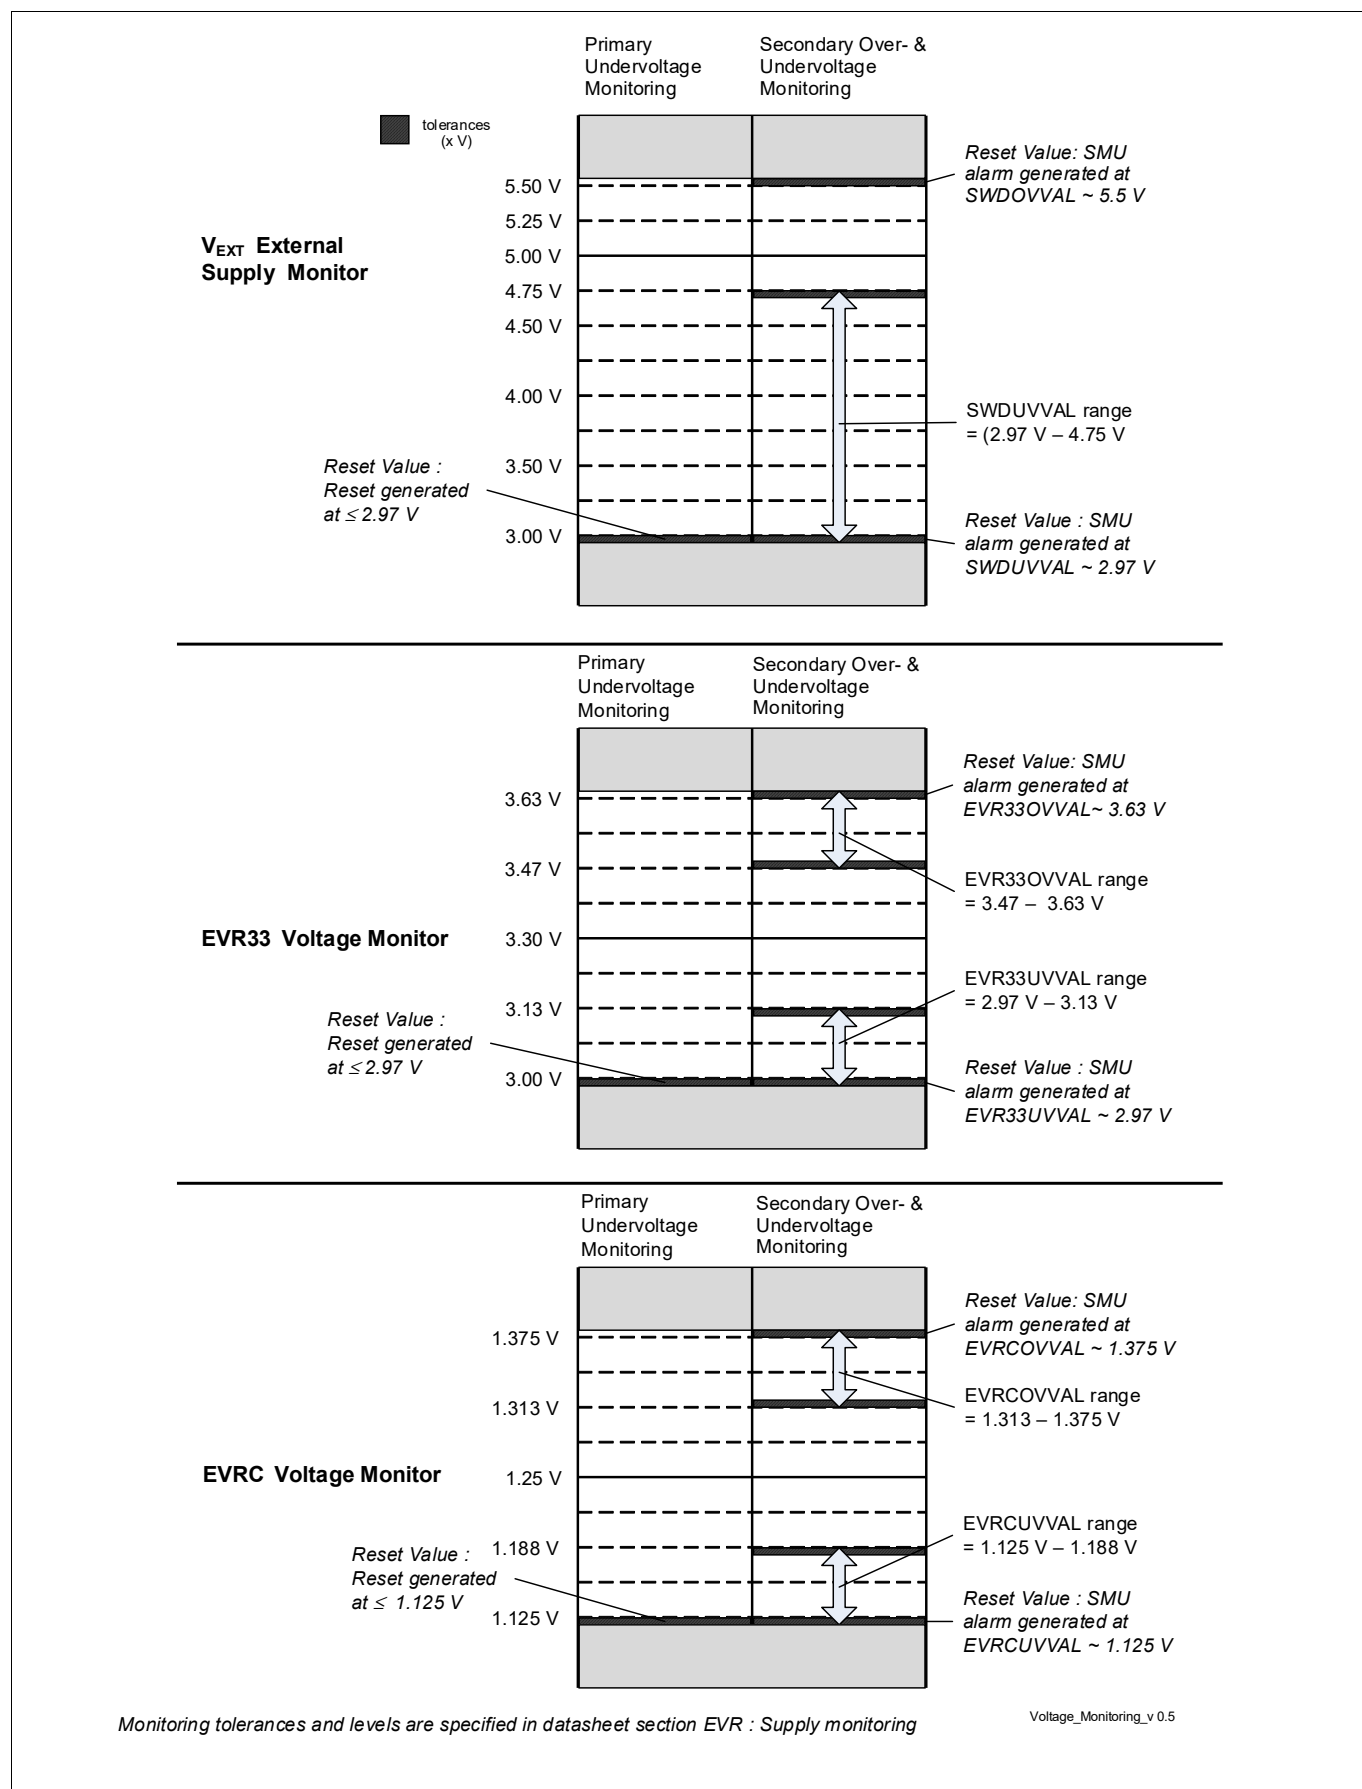 Primary
Undervoltage
Monitoring
Secondary Over- &
Undervoltage
Monitoring
tolerances
(x V)
5.50 V
5.25 V
5.00 V
4.75 V
4.50 V
4.00 V
3.50 V
3.00 V
V_EXT External
Supply Monitor
Reset Value :
Reset generated
at ≤ 2.97 V
Reset Value: SMU
alarm generated at
SWDOVVAL ~ 5.5 V
SWDUVVAL range
= (2.97 V – 4.75 V
Reset Value : SMU
alarm generated at
SWDUVVAL ~ 2.97 V
Primary
Undervoltage
Monitoring
Secondary Over- &
Undervoltage
Monitoring
3.63 V
3.47 V
3.30 V
3.13 V
3.00 V
EVR33 Voltage Monitor
Reset Value :
Reset generated
at ≤ 2.97 V
Reset Value: SMU
alarm generated at
EVR33OVVAL~ 3.63 V
EVR33OVVAL range
= 3.47 – 3.63 V
EVR33UVVAL range
= 2.97 V – 3.13 V
Reset Value : SMU
alarm generated at
EVR33UVVAL ~ 2.97 V
Primary
Undervoltage
Monitoring
Secondary Over- &
Undervoltage
Monitoring
1.375 V
1.313 V
1.25 V
1.188 V
1.125 V
EVRC Voltage Monitor
Reset Value :
Reset generated
at ≤ 1.125 V
Reset Value: SMU
alarm generated at
EVRCOVVAL ~ 1.375 V
EVRCOVVAL range
= 1.313 – 1.375 V
EVRCUVVAL range
= 1.125 V – 1.188 V
Reset Value : SMU
alarm generated at
EVRCUVVAL ~ 1.125 V
Monitoring tolerances and levels are specified in datasheet section EVR : Supply monitoring
Voltage_Monitoring_v 0.5